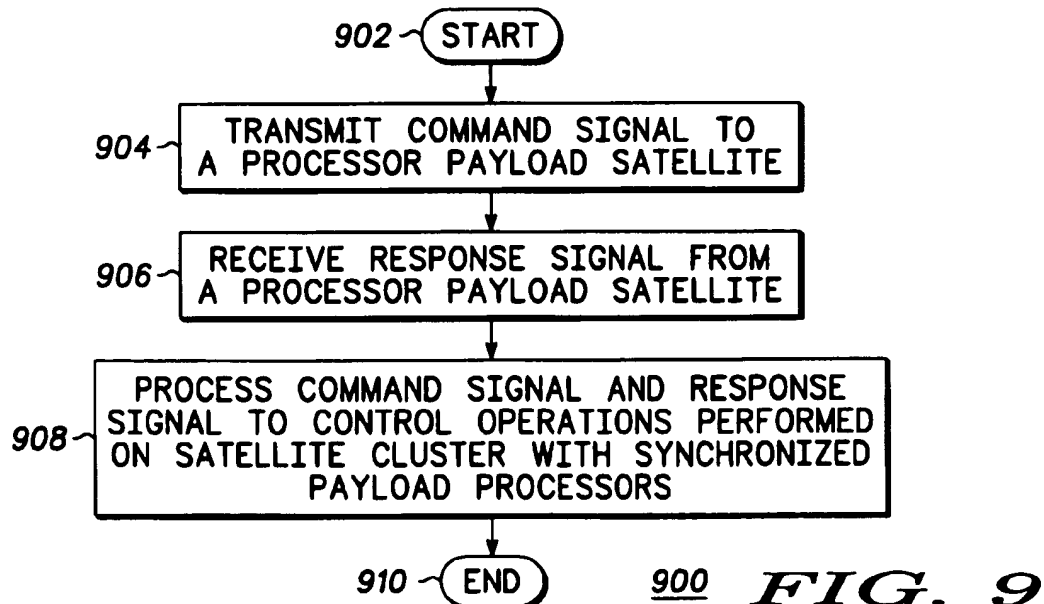 902 START
904 TRANSMIT COMMAND SIGNAL TO
A PROCESSOR PAYLOAD SATELLITE
906 RECEIVE RESPONSE SIGNAL FROM
A PROCESSOR PAYLOAD SATELLITE
908 PROCESS COMMAND SIGNAL AND RESPONSE
SIGNAL TO CONTROL OPERATIONS PERFORMED
ON SATELLITE CLUSTER WITH SYNCHRONIZED
PAYLOAD PROCESSORS
910 END
900 FIG. 9